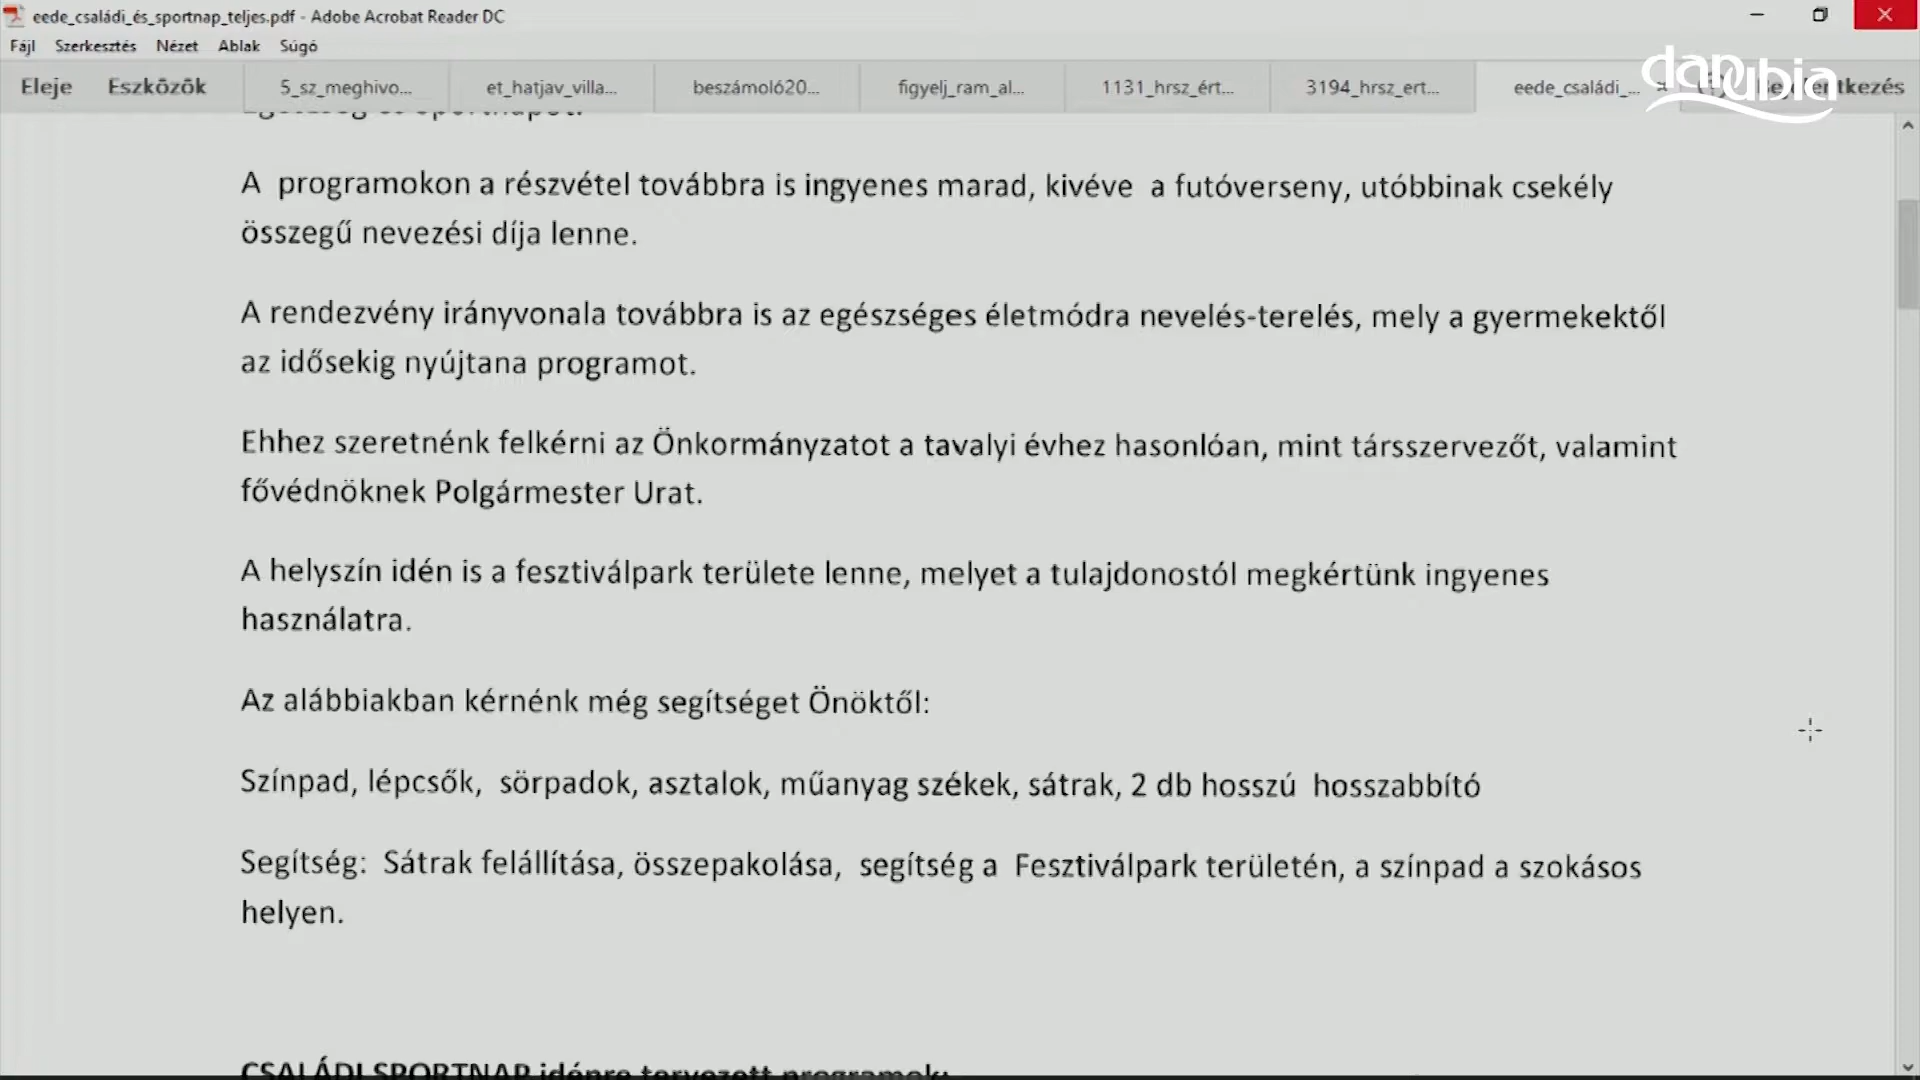 eede_családi_és_sportnap_teljes.pdf - Adobe Acrobat Reader DC
Fájl Szerkesztés Nézet Ablak Súgó
Eleje Eszközök 5_sz_meghivo... et_hatjav_villa... beszámoló20... figyelj_ram_al... 1131_hrsz_ért... 3194_hrsz_ert... eede_családi_...
danubia
A programokon a részvétel továbbra is ingyenes marad, kivéve a futóverseny, utóbbinak csekély
összegű nevezési díja lenne.
A rendezvény irányvonala továbbra is az egészséges életmódra nevelés-terelés, mely a gyermekektől
az idősekig nyújtana programot.
Ehhez szeretnénk felkérni az Önkormányzatot a tavalyi évhez hasonlóan, mint társszervezőt, valamint
fővédnöknek Polgármester Urat.
A helyszín idén is a fesztiválpark területe lenne, melyet a tulajdonostól megkértünk ingyenes
használatra.
Az alábbiakban kérnénk még segítséget Önöktől:
Színpad, lépcsők, sörpadok, asztalok, műanyag székek, sátrak, 2 db hosszú hosszabbító
Segítség: Sátrak felállítása, összepakolása, segítség a Fesztiválpark területén, a színpad a szokásos
helyen.
CSALÁDI SPORTNAP idénre tervezett programok: